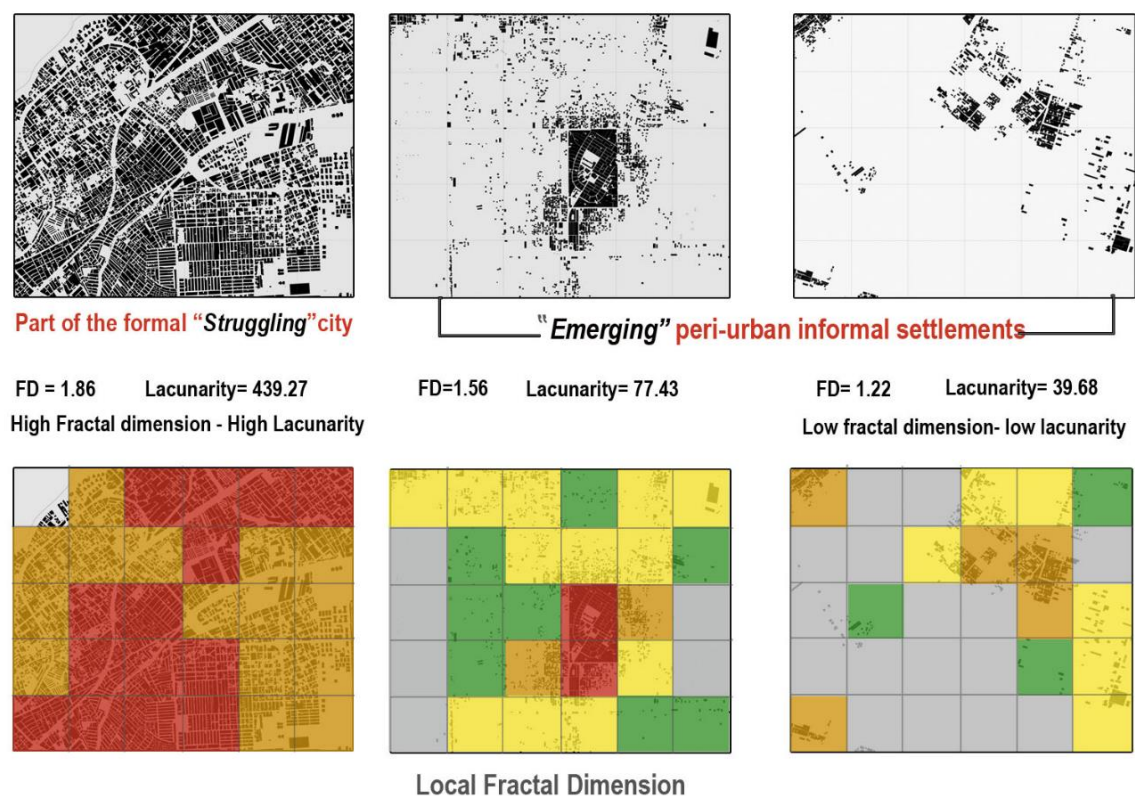 Part of the formal “Struggling”city
“Emerging” peri-urban informal settlements
FD = 1.86 Lacunarity= 439.27
FD=1.56 Lacunarity= 77.43
FD= 1.22 Lacunarity= 39.68
High Fractal dimension - High Lacunarity
Low fractal dimension- low lacunarity
Local Fractal Dimension